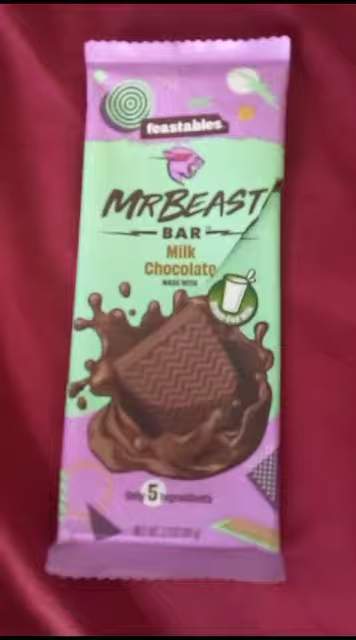 feastables
MRBEAST
BAR
Milk
Chocolate
MADE WITH
Only 5 Ingredients